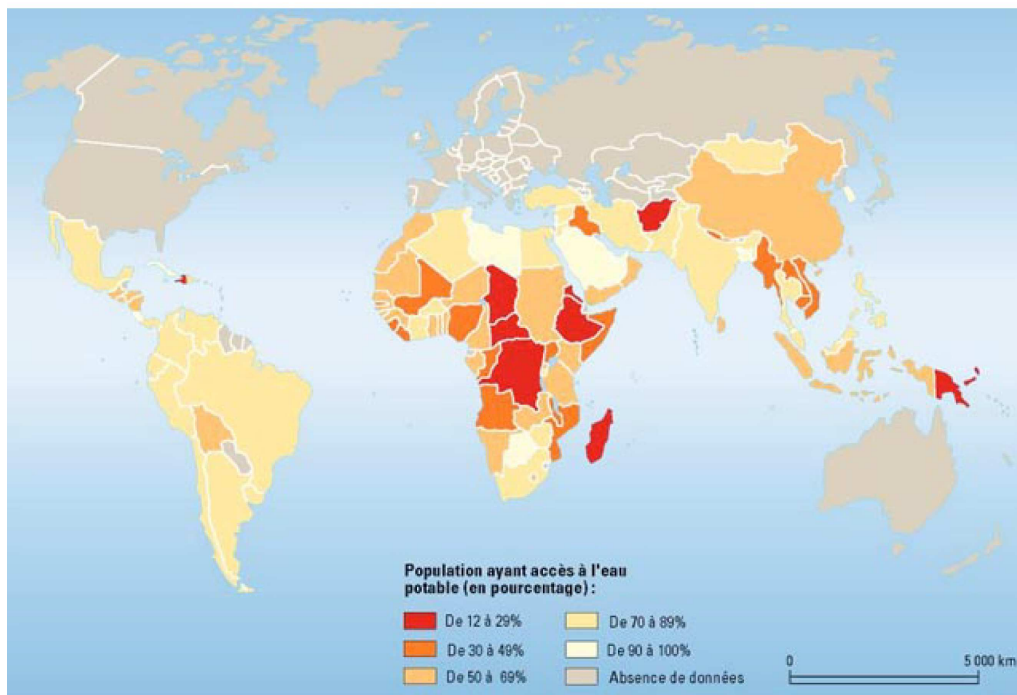 Population ayant accès à l'eau
potable (en pourcentage) :
De 12 à 29%
De 30 à 49%
De 50 à 69%
De 70 à 89%
De 90 à 100%
Absence de données
0 5 000 km